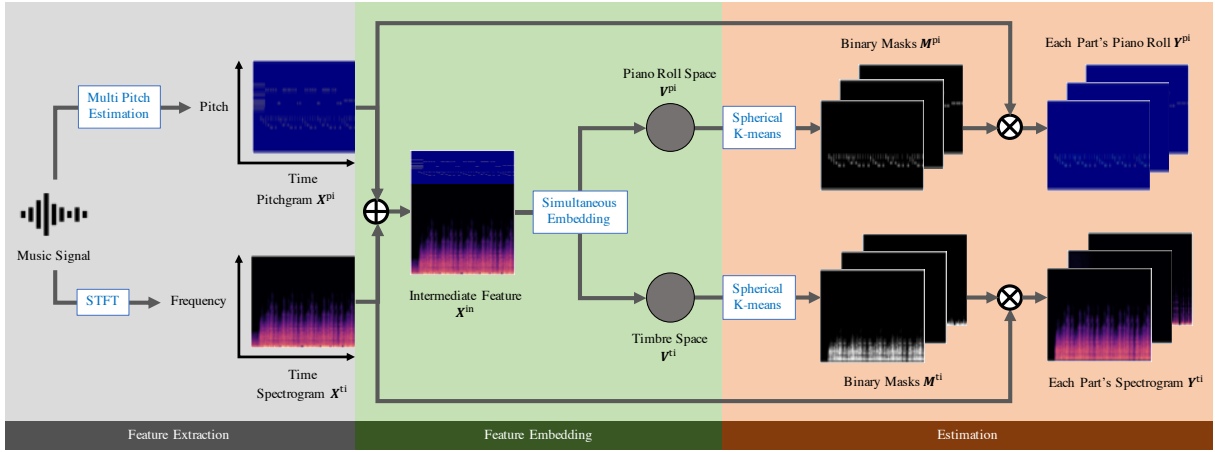 Music Signal
Multi Pitch
Estimation
STFT
Pitch
Time
Pitchgram X^pi
Frequency
Time
Spectrogram X^ti
Feature Extraction
Intermediate Feature
X^in
Simultaneous
Embedding
Piano Roll Space
V^pi
Timbre Space
V^ti
Feature Embedding
Spherical
K-means
Spherical
K-means
Binary Masks M^pi
Each Part's Piano Roll Y^pi
Binary Masks M^ti
Each Part's Spectrogram Y^ti
Estimation